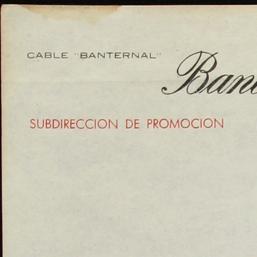 CABLE "BANTERNAL"
SUBDIRECCION DE PROMOCION